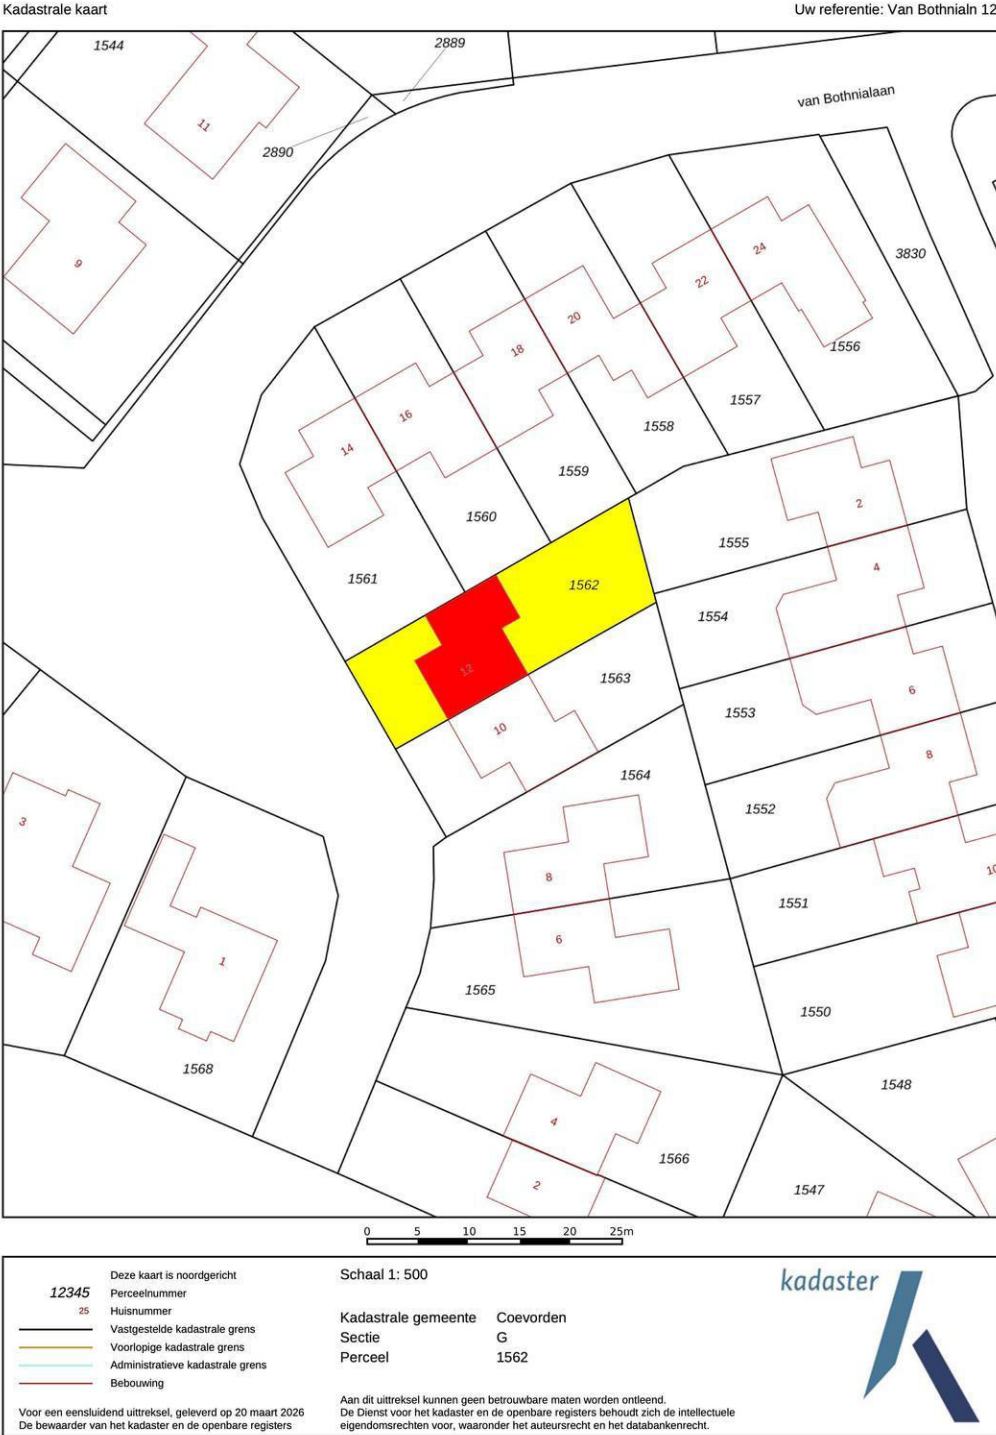 Kadastrale kaart
Uw referentie: Van Bothnialn 12
1544
2889
van Bothnialaan
11
2890
9
24
3830
22
20
1556
18
1557
16
1558
14
1559
2
1560
1555
1561
4
1562
1554
12
1563
6
1553
10
8
1564
1552
3
8
10
1551
6
1
1565
1550
1568
1548
4
1566
2
1547
0 5 10 15 20 25m
Deze kaart is noordgericht
12345 Perceelnummer
25 Huisnummer
Vastgestelde kadastrale grens
Voorlopige kadastrale grens
Administratieve kadastrale grens
Bebouwing
Voor een eensluidend uittreksel, geleverd op 20 maart 2026
De bewaarder van het kadaster en de openbare registers
Schaal 1: 500
Kadastrale gemeente Coevorden
Sectie G
Perceel 1562
Aan dit uittreksel kunnen geen betrouwbare maten worden ontleend.
De Dienst voor het kadaster en de openbare registers behoudt zich de intellectuele
eigendomsrechten voor, waaronder het auteursrecht en het databankenrecht.
kadaster